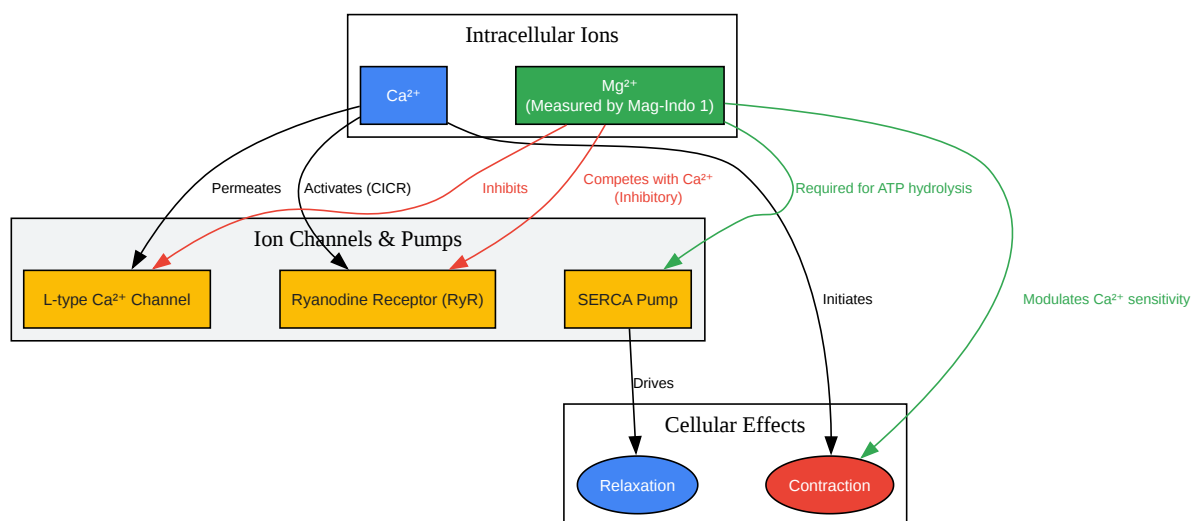 Intracellular Ions
Ca²⁺
Mg²⁺
(Measured by Mag-Indo 1)
Permeates
Activates (CICR)
Inhibits
Competes with Ca²⁺
(Inhibitory)
Required for ATP hydrolysis
Ion Channels & Pumps
L-type Ca²⁺ Channel
Ryanodine Receptor (RyR)
SERCA Pump
Initiates
Modulates Ca²⁺ sensitivity
Drives
Cellular Effects
Relaxation
Contraction